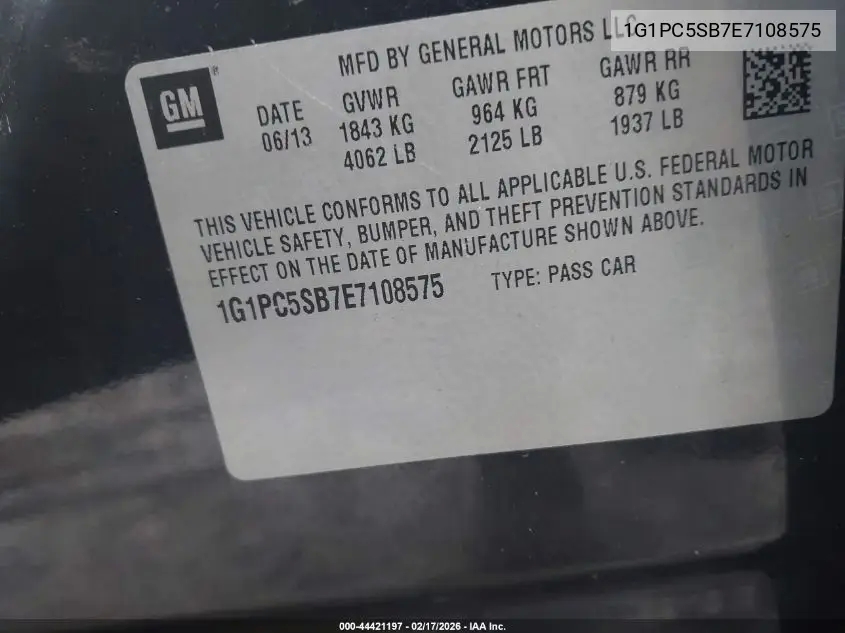 1G1PC5SB7E7108575
MFD BY GENERAL MOTORS LLC
GM ®
DATE GVWR GAWR FRT GAWR RR
06/13 1843 KG 964 KG 879 KG
4062 LB 2125 LB 1937 LB
THIS VEHICLE CONFORMS TO ALL APPLICABLE U.S. FEDERAL MOTOR
VEHICLE SAFETY, BUMPER, AND THEFT PREVENTION STANDARDS IN
EFFECT ON THE DATE OF MANUFACTURE SHOWN ABOVE.
1G1PC5SB7E7108575 TYPE: PASS CAR
000-44421197 - 02/17/2026 - IAA Inc.